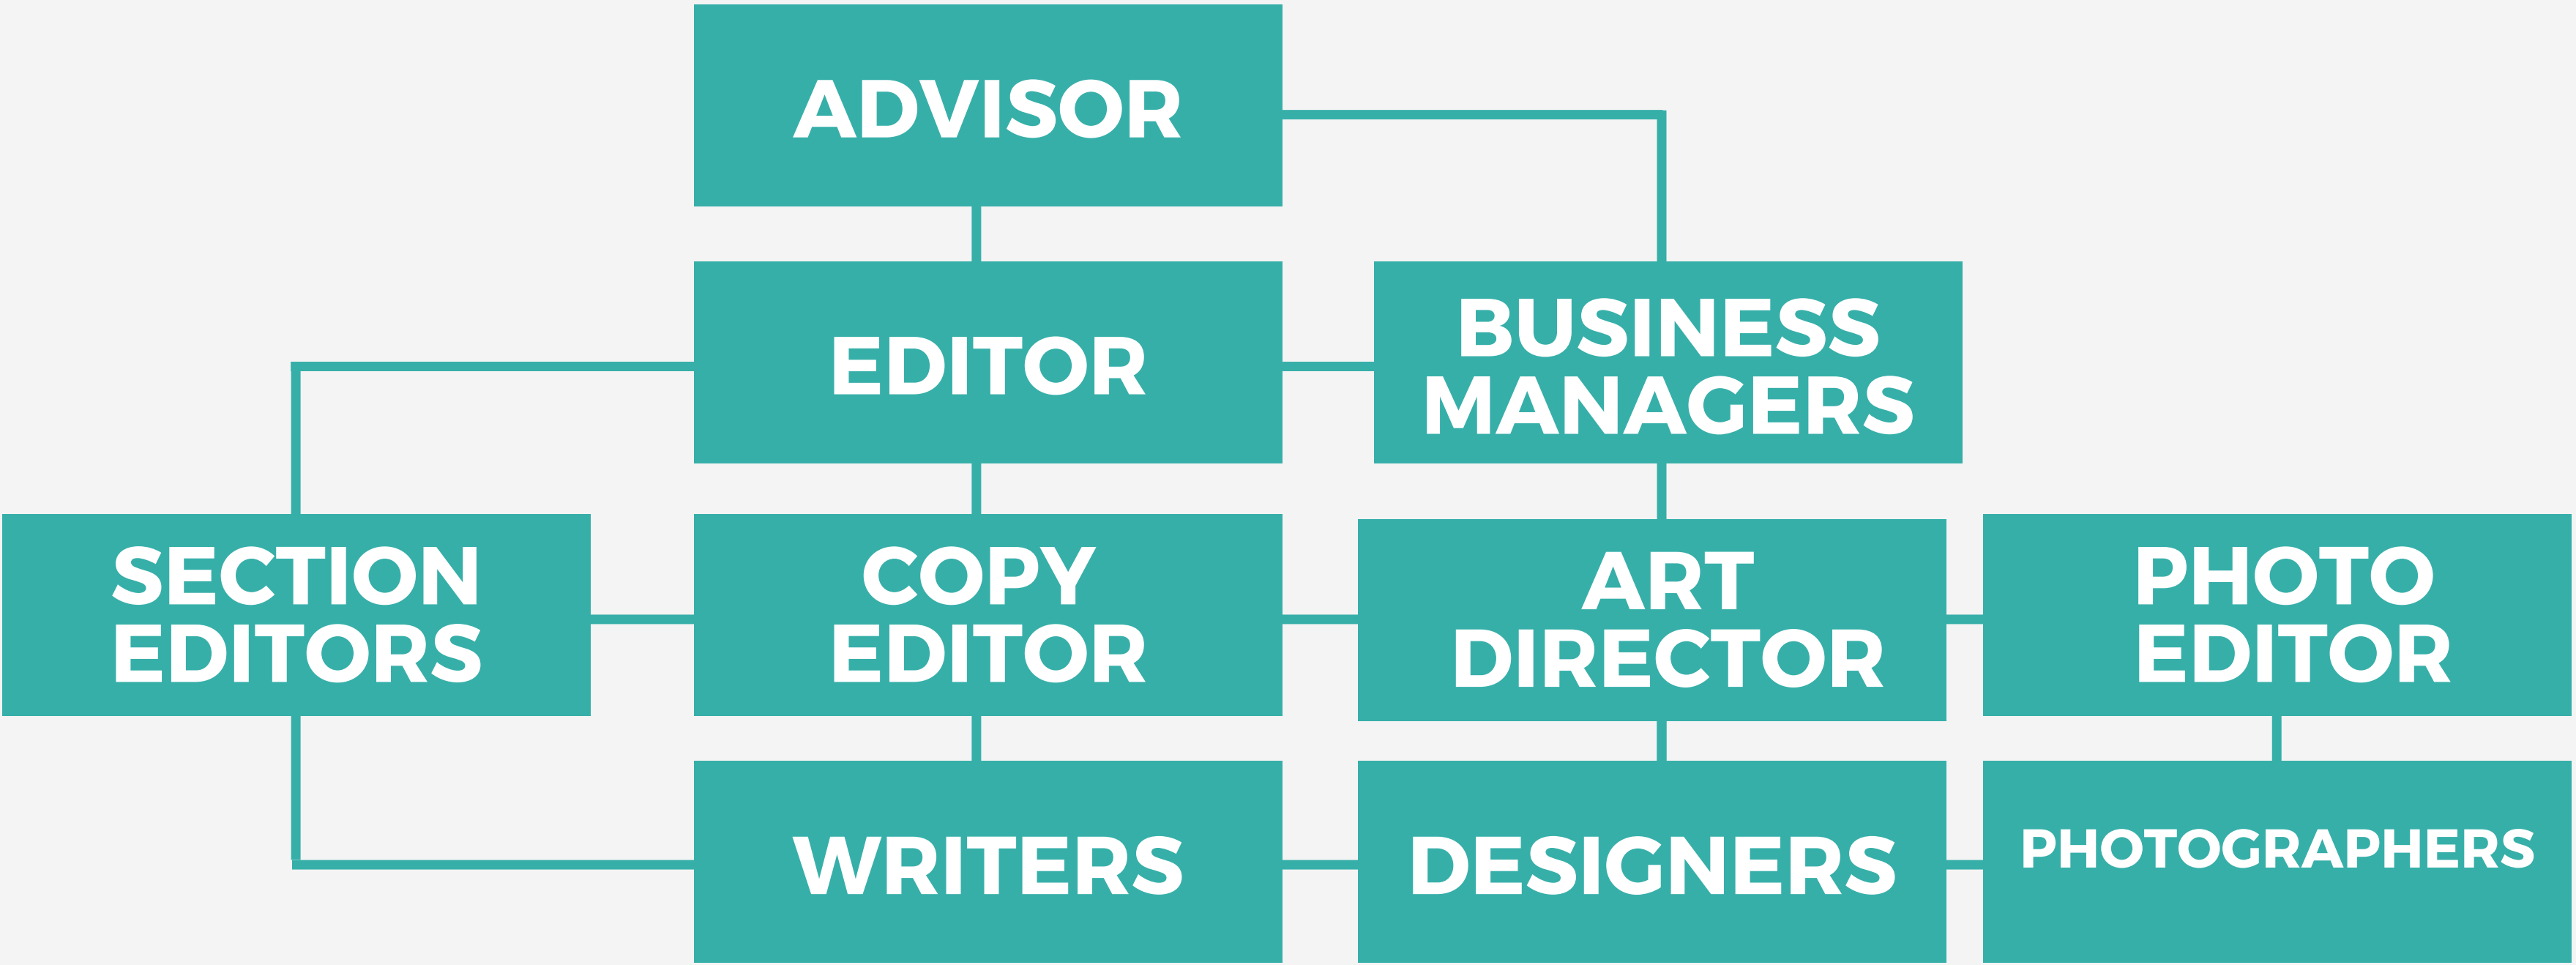 ADVISOR
EDITOR
BUSINESS
MANAGERS
SECTION
EDITORS
COPY
EDITOR
ART
DIRECTOR
PHOTO
EDITOR
WRITERS
DESIGNERS
PHOTOGRAPHERS